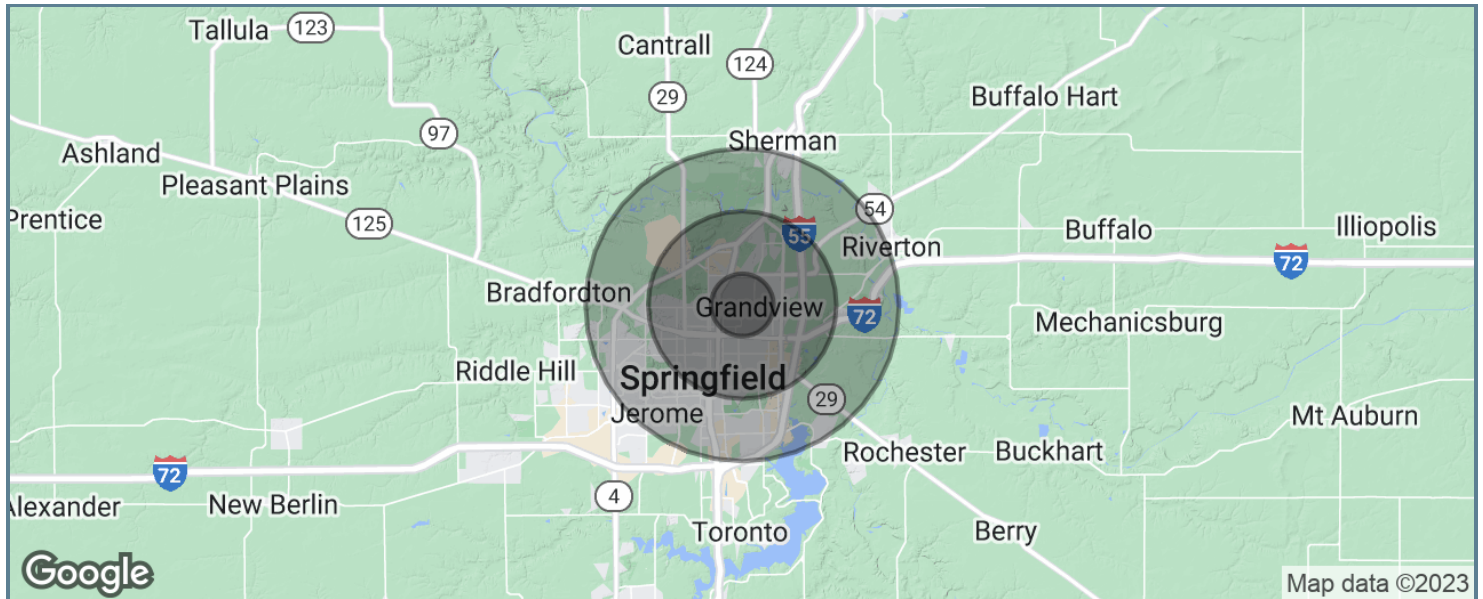 Tallula
123
Cantrall
124
29
Buffalo Hart
97
Sherman
Ashland
Pleasant Plains
54
Prentice
125
55
Buffalo
Illiopolis
Riverton
72
Bradfordton
Grandview
72
Mechanicsburg
Riddle Hill
Springfield
29
Jerome
Mt Auburn
Rochester
Buckhart
72
4
Alexander
New Berlin
Toronto
Berry
Google
Map data ©2023